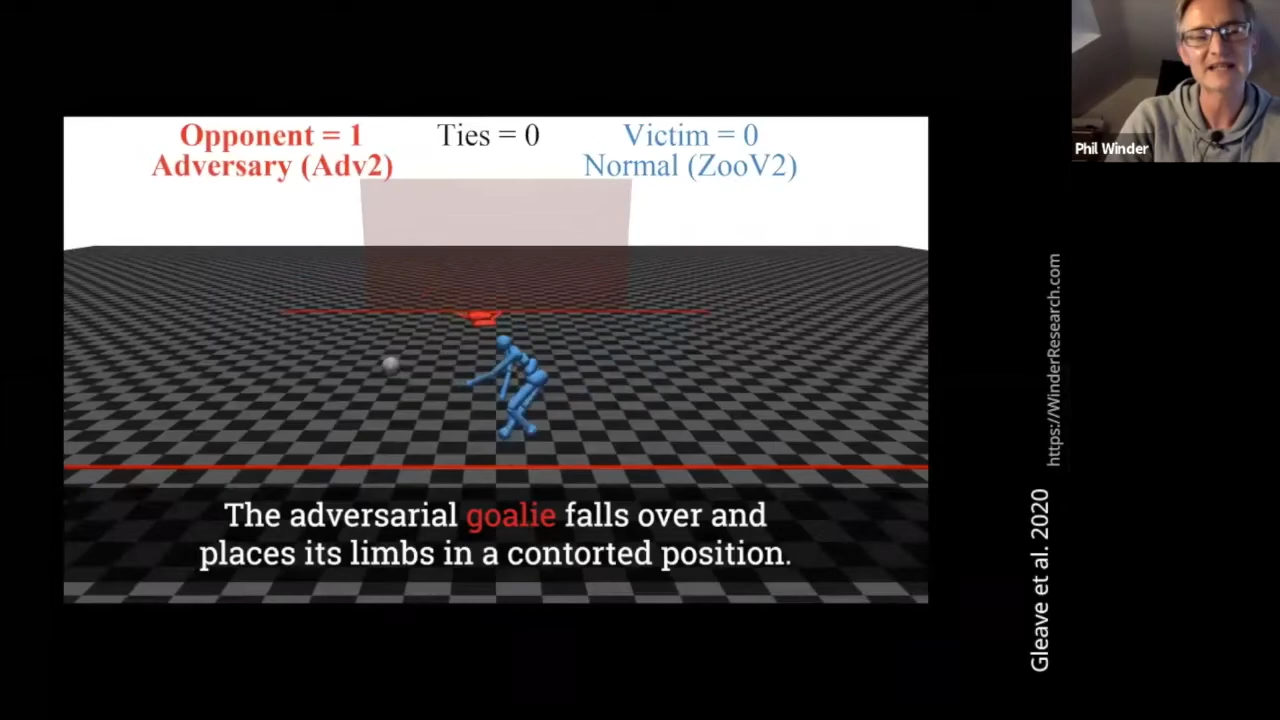 Opponent = 1
Adversary (Adv2)
Ties = 0
Victim = 0
Normal (ZooV2)
The adversarial goalie falls over and
places its limbs in a contorted position.
Phil Winder
Gleave et al. 2020
https://WinderResearch.com